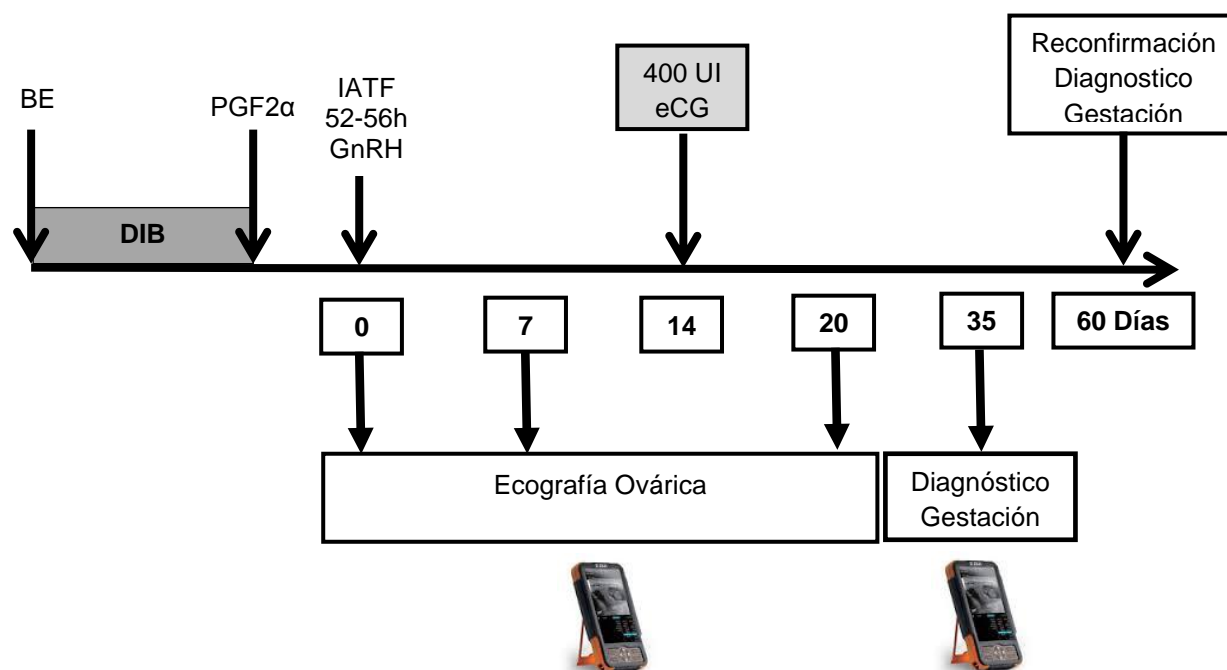 BE
PGF2α
IATF
52-56h
GnRH
400 UI
eCG
Reconfirmación
Diagnostico
Gestación
DIB
0
7
14
20
35
60 Días
Ecografía Ovárica
Diagnóstico
Gestación